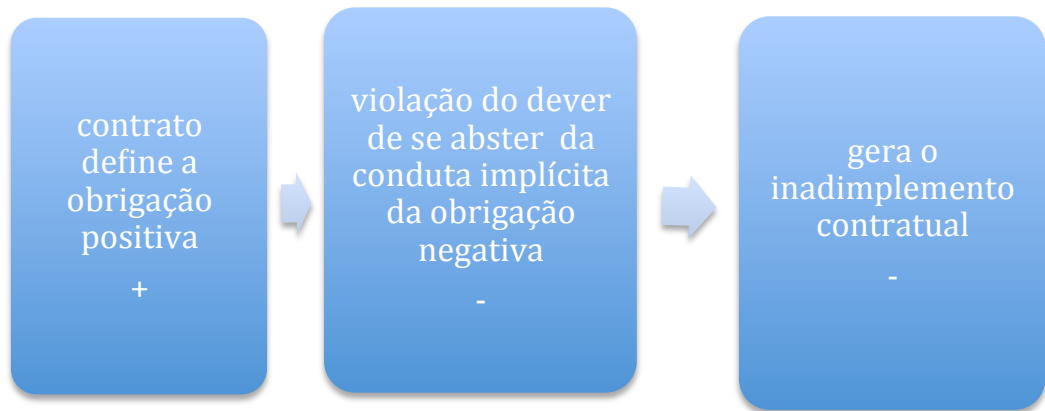 contrato
define a
obrigação
positiva
+
violação do dever
de se abster da
conduta implícita
da obrigação
negativa
-
gera o
inadimplemento
contratual
-